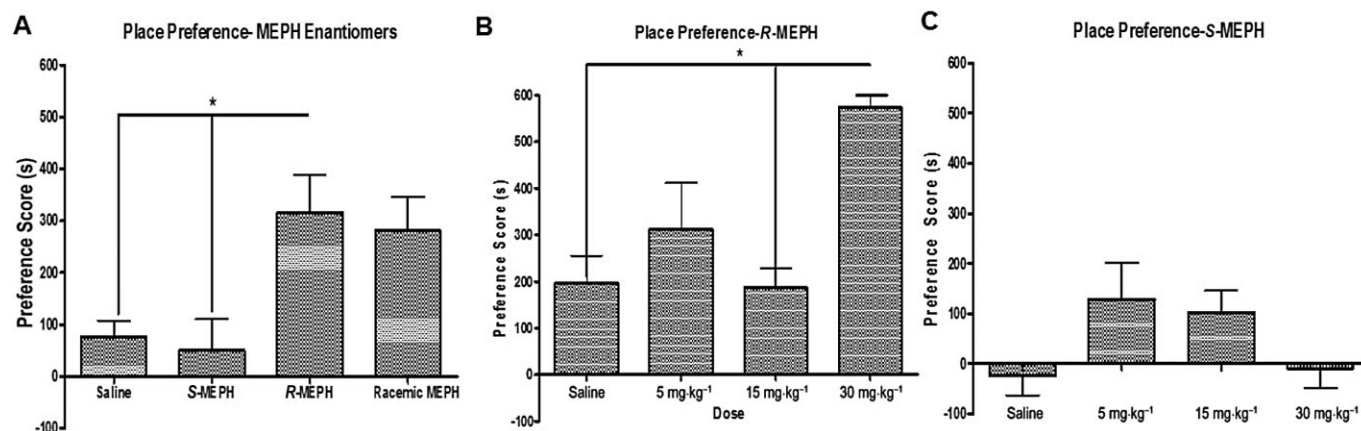 A
Place Preference- MEPH Enantiomers
Preference Score (s)
600
500
400
300
200
100
0
-100
*
Saline
S-MEPH
R-MEPH
Racemic MEPH
B
Place Preference-R-MEPH
Preference Score (s)
600
500
400
300
200
100
0
-100
*
Saline
5 mg·kg⁻¹
15 mg·kg⁻¹
30 mg·kg⁻¹
Dose
C
Place Preference-S-MEPH
Preference Score (s)
600
500
400
300
200
100
0
-100
Saline
5 mg·kg⁻¹
15 mg·kg⁻¹
30 mg·kg⁻¹